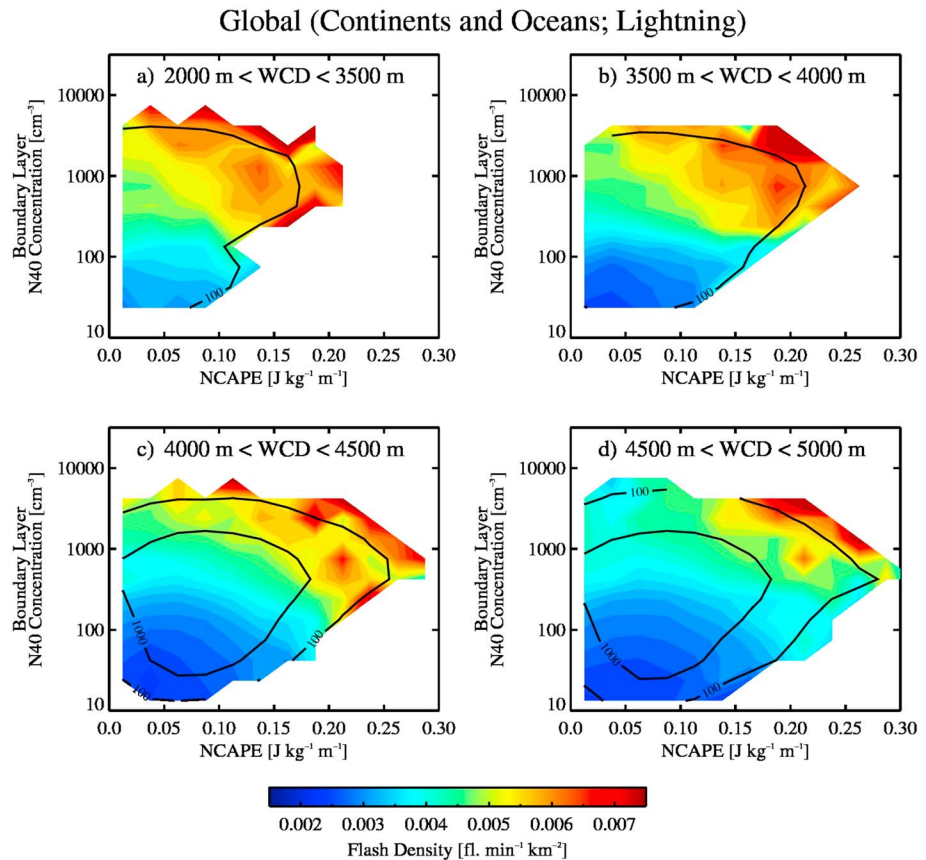 Global (Continents and Oceans; Lightning)
a) 2000 m < WCD < 3500 m
b) 3500 m < WCD < 4000 m
10000
1000
100
10
Boundary Layer
N40 Concentration [cm⁻³]
100
0.0 0.05 0.10 0.15 0.20 0.25 0.30
NCAPE [J kg⁻¹ m⁻¹]
10000
1000
100
10
Boundary Layer
N40 Concentration [cm⁻³]
100
0.0 0.05 0.10 0.15 0.20 0.25 0.30
NCAPE [J kg⁻¹ m⁻¹]
c) 4000 m < WCD < 4500 m
d) 4500 m < WCD < 5000 m
10000
1000
100
10
Boundary Layer
N40 Concentration [cm⁻³]
1000
100
100
0.0 0.05 0.10 0.15 0.20 0.25 0.30
NCAPE [J kg⁻¹ m⁻¹]
10000
1000
100
10
Boundary Layer
N40 Concentration [cm⁻³]
100
1000
100
0.0 0.05 0.10 0.15 0.20 0.25 0.30
NCAPE [J kg⁻¹ m⁻¹]
0.002 0.003 0.004 0.005 0.006 0.007
Flash Density [fl. min⁻¹ km⁻²]